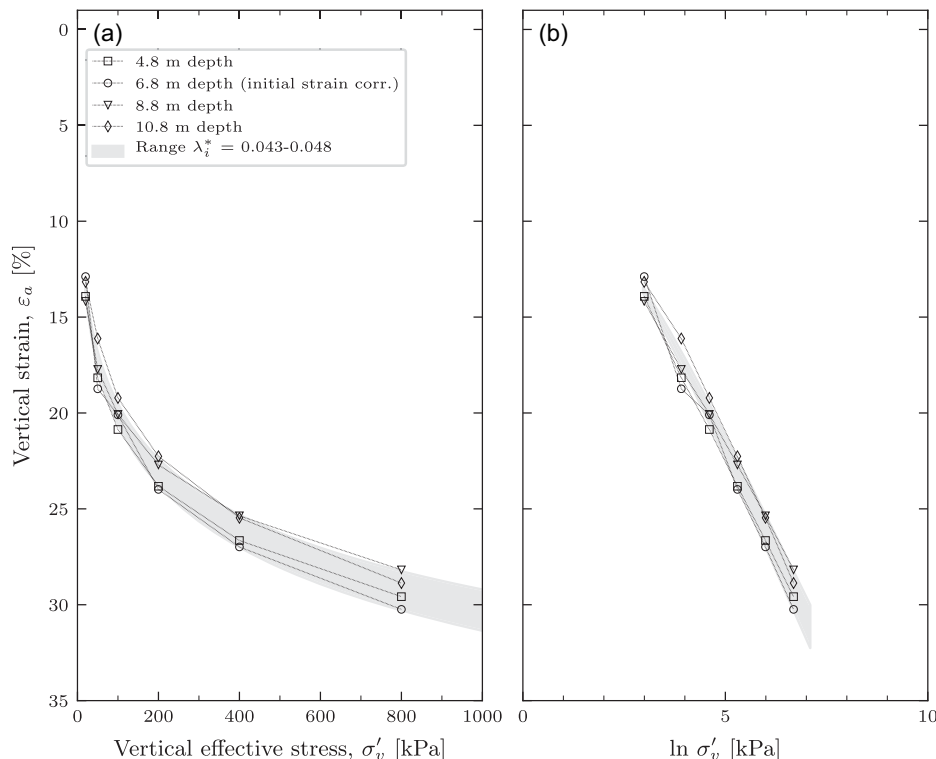 (a)
4.8 m depth
6.8 m depth (initial strain corr.)
8.8 m depth
10.8 m depth
Range λ*i = 0.043-0.048
0
5
10
15
20
25
30
35
Vertical strain, εa [%]
0 200 400 600 800 1000
Vertical effective stress, σ′v [kPa]
(b)
0 5 10
ln σ′v [kPa]